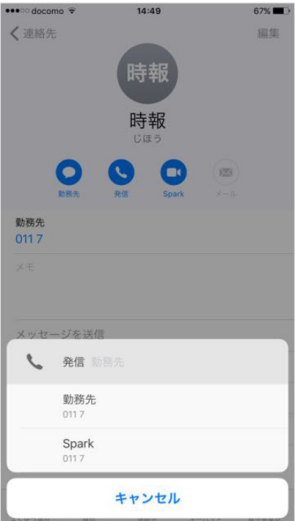 docomo 14:49 67%
連絡先 編集
時報
時報
じほう
勤務先 発信 Spark メール
勤務先
011 7
メモ
メッセージを送信
発信 勤務先
勤務先
011 7
Spark
011 7
キャンセル